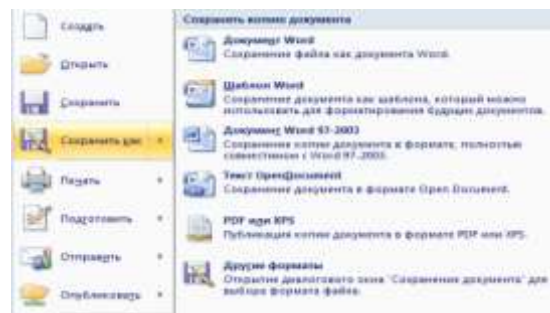 Создать
Открыть
Сохранить
Сохранить как
Печать
Подготовить
Отправить
Опубликовать
Сохранить копию документа
Документ Word
Сохранение файла как документа Word.
Шаблон Word
Сохранение документа как шаблона, который можно
использовать для форматирования будущих документов.
Документ Word 97-2003
Сохранение копии документа в формате, полностью
совместимом с Word 97-2003.
Текст OpenDocument
Сохранение документа в формате Open Document.
PDF или XPS
Публикация копии документа в формате PDF или XPS.
Другие форматы
Открытие диалогового окна "Сохранение документа" для
выбора формата файла.